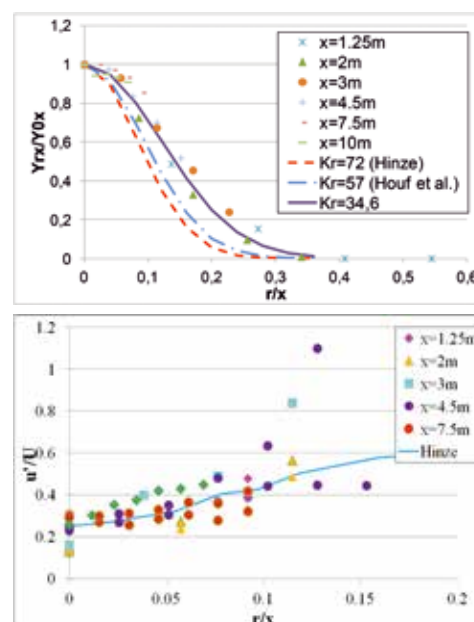 1,2
1
0,8
0,6
0,4
0,2
0
Yrx/Y0x
0 0,1 0,2 0,3 0,4 0,5 0,6
r/x
x=1.25m
x=2m
x=3m
x=4.5m
x=7.5m
x=10m
Kr=72 (Hinze)
Kr=57 (Houf et al.)
Kr=34,6
1.2
1
0.8
0.6
0.4
0.2
0
u'/U
0 0.05 0.1 0.15 0.2
r/x
x=1.25m
x=2m
x=3m
x=4.5m
x=7.5m
Hinze